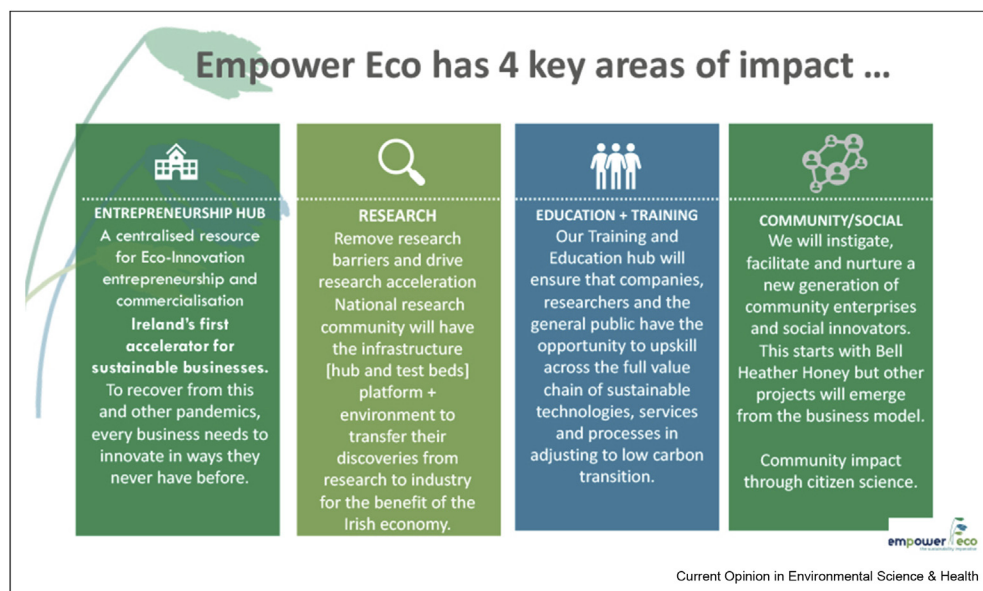 Empower Eco has 4 key areas of impact ...
ENTREPRENEURSHIP HUB
A centralised resource
for Eco-Innovation
entrepreneurship and
commercialisation
Ireland's first
accelerator for
sustainable businesses.
To recover from this
and other pandemics,
every business needs to
innovate in ways they
never have before.
RESEARCH
Remove research
barriers and drive
research acceleration
National research
community will have
the infrastructure
[hub and test beds]
platform +
environment to
transfer their
discoveries from
research to industry
for the benefit of the
Irish economy.
EDUCATION + TRAINING
Our Training and
Education hub will
ensure that companies,
researchers and the
general public have the
opportunity to upskill
across the full value
chain of sustainable
technologies, services
and processes in
adjusting to low carbon
transition.
COMMUNITY/SOCIAL
We will instigate,
facilitate and nurture a
new generation of
community enterprises
and social innovators.
This starts with Bell
Heather Honey but other
projects will emerge
from the business model.
Community impact
through citizen science.
empower eco
the sustainability imperative
Current Opinion in Environmental Science & Health